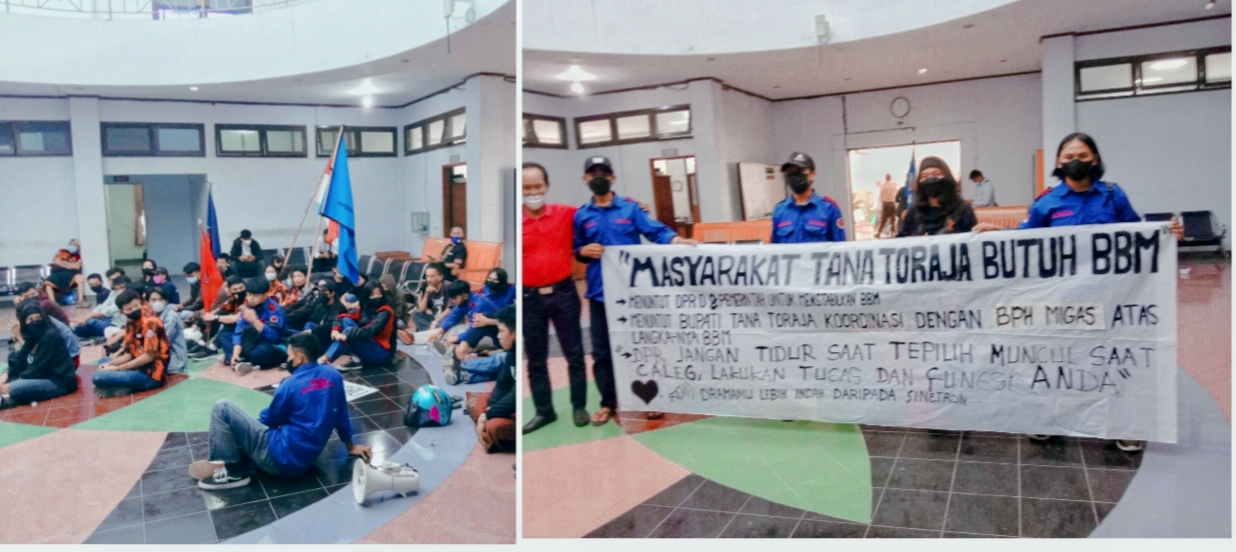 "MASYARAKAT TANA TORAJA BUTUH BBM
→ MENUNTUT DPRD & PEMERINTAH UNTUK MENSTABILKAN BBM
→ MENUNTUT BUPATI TANA TORAJA KOORDINASI DENGAN BPH MIGAS ATAS
LANGKANYA BBM
"→ DPR JANGAN TIDUR SAAT TEPILIH MUNCUL SAAT
CALEG, LAKUKAN TUGAS DAN FUNGSI ANDA"
DRAMAMU LEBIH INDAH DARIPADA SINETRON